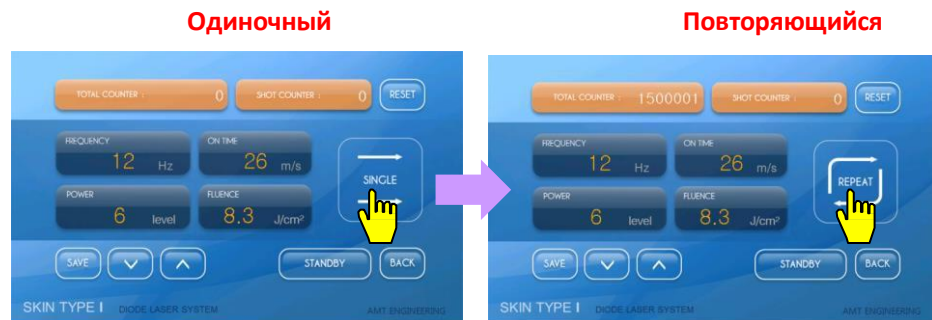 Одиночный
Повторяющийся
TOTAL COUNTER : 0 SHOT COUNTER : 0 RESET
FREQUENCY ON TIME
12 Hz 26 m/s
SINGLE
POWER FLUENCE
6 level 8.3 J/cm²
SAVE STANDBY BACK
SKIN TYPE I DIODE LASER SYSTEM AMT ENGINEERING
TOTAL COUNTER : 1500001 SHOT COUNTER : 0 RESET
FREQUENCY ON TIME
12 Hz 26 m/s
REPEAT
POWER FLUENCE
6 level 8.3 J/cm²
SAVE STANDBY BACK
SKIN TYPE I DIODE LASER SYSTEM AMT ENGINEERING